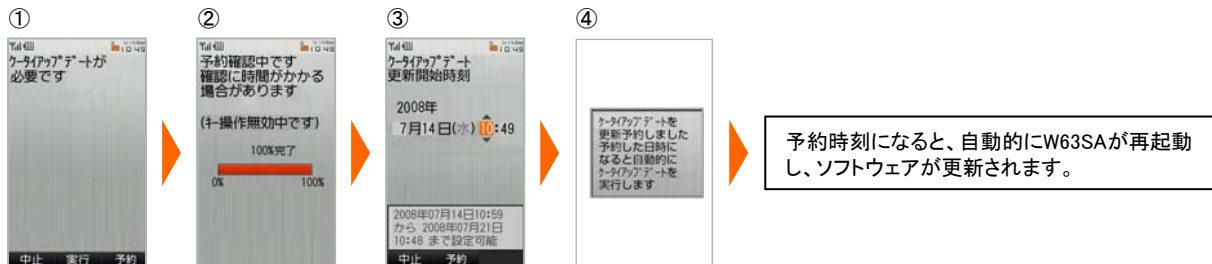 ①
10:49
ケータイアップデートが
必要です
中止 実行 予約
②
10:49
予約確認中です
確認に時間がかかる
場合があります
(キー操作無効中です)
100%完了
0% 100%
③
10:49
ケータイアップデート
更新開始時刻
2008年
7月14日(水) 10:49
2008年07月14日10:59
から 2008年07月21日
10:48 まで設定可能
中止 予約
④
ケータイアップデートを
更新予約しました
予約した日時に
なると自動的に
ケータイアップデートを
実行します
予約時刻になると、自動的にW63SAが再起動
し、ソフトウェアが更新されます。